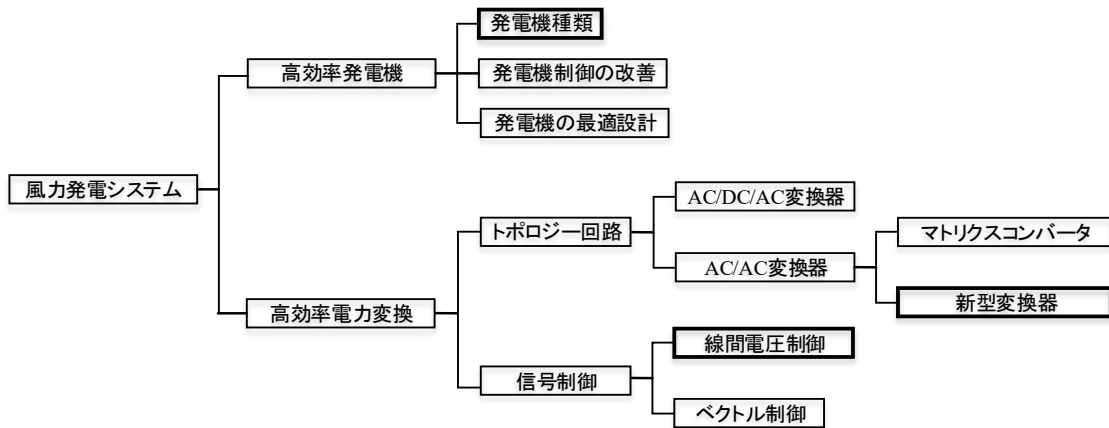 発電機種類
高効率発電機
発電機制御の改善
発電機の最適設計
風力発電システム
AC/DC/AC変換器
トポロジー回路
マトリクスコンバータ
AC/AC変換器
新型変換器
高効率電力変換
線間電圧制御
信号制御
ベクトル制御